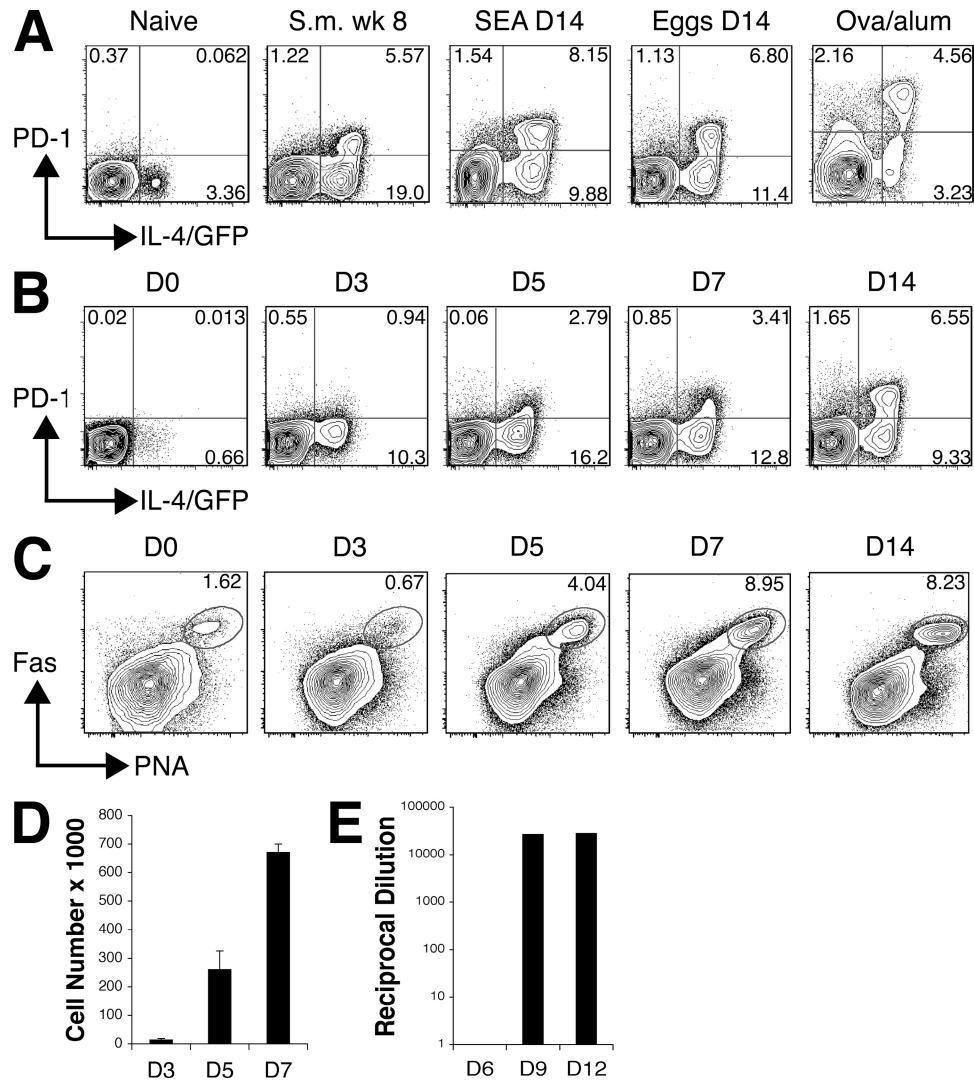 A
Naive
S.m. wk 8
SEA D14
Eggs D14
Ova/alum
0.37
0.062
1.22
5.57
1.54
8.15
1.13
6.80
2.16
4.56
PD-1
3.36
19.0
9.88
11.4
3.23
IL-4/GFP
B
D0
D3
D5
D7
D14
0.02
0.013
0.55
0.94
0.06
2.79
0.85
3.41
1.65
6.55
PD-1
0.66
10.3
16.2
12.8
9.33
IL-4/GFP
C
D0
D3
D5
D7
D14
1.62
0.67
4.04
8.95
8.23
Fas
PNA
D
Cell Number x 1000
800
700
600
500
400
300
200
100
0
D3
D5
D7
E
Reciprocal Dilution
100000
10000
1000
100
10
1
D6
D9
D12